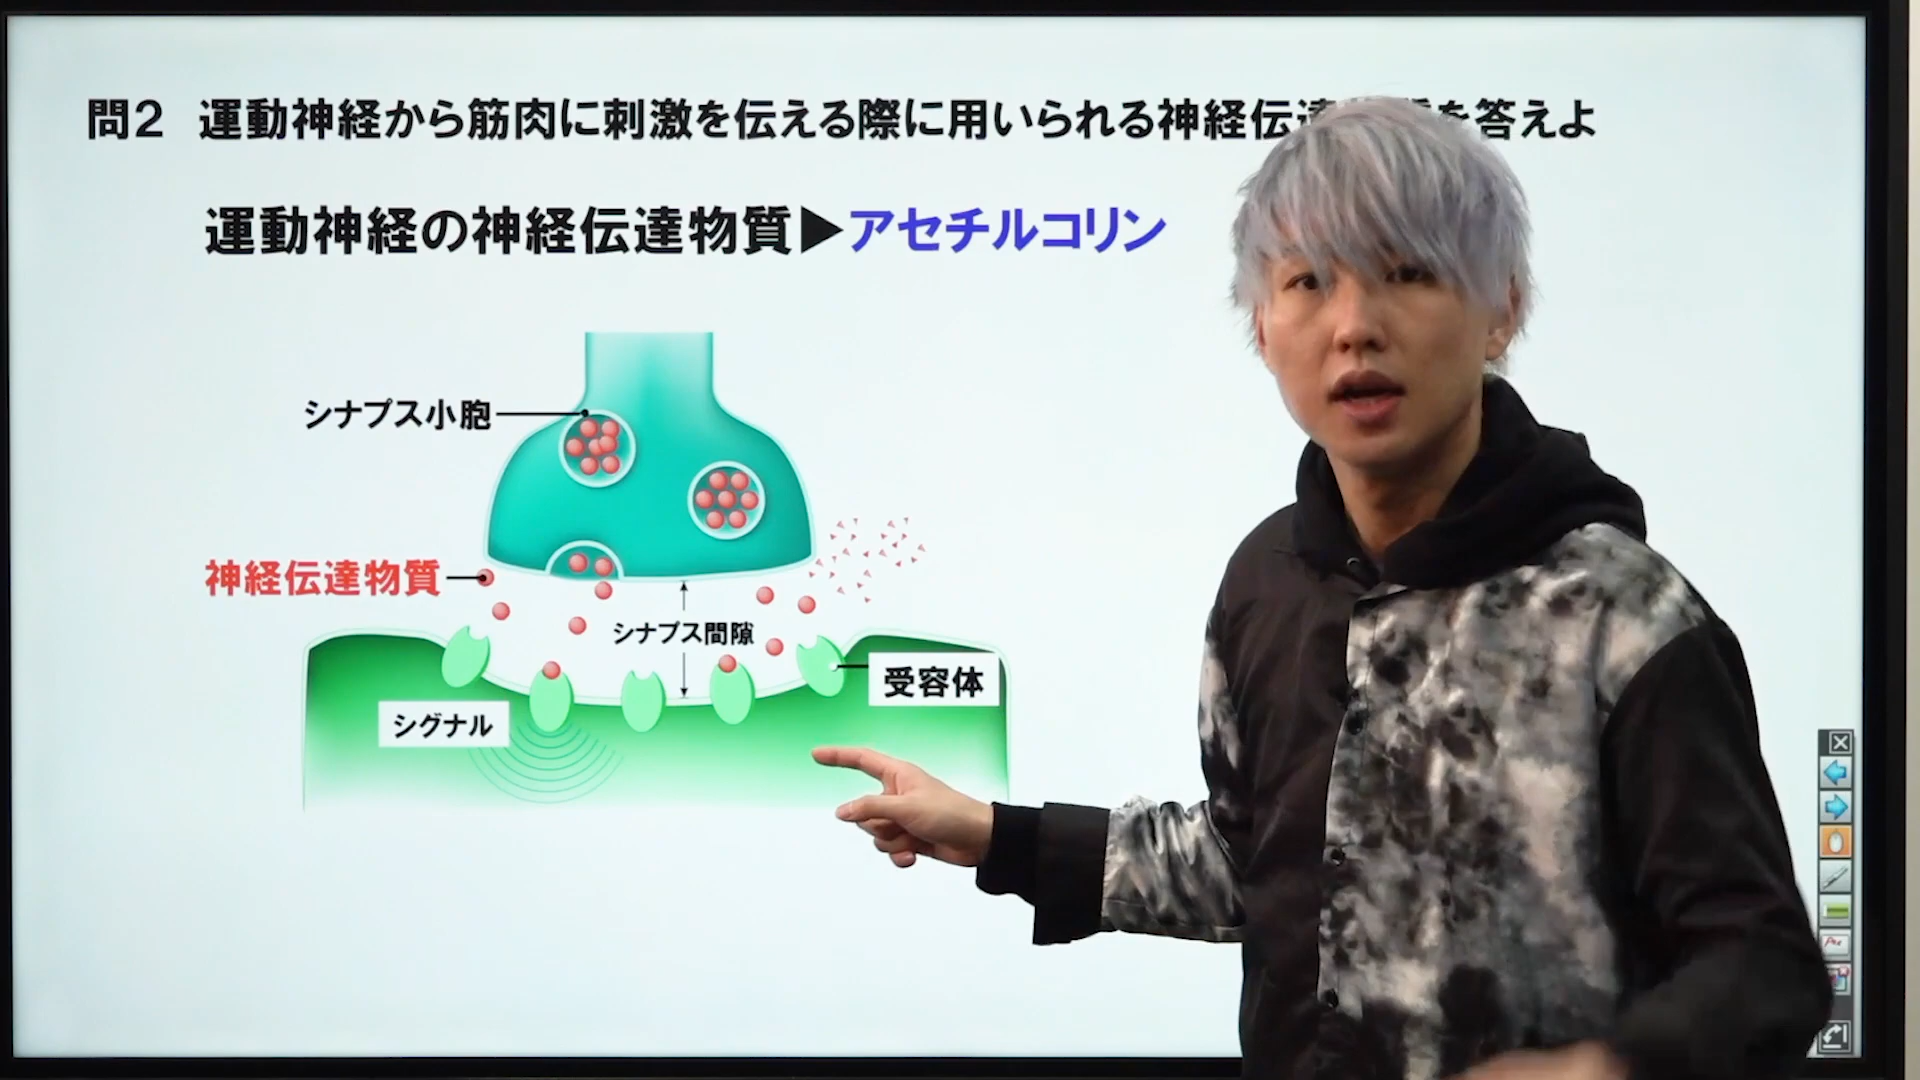 問2 運動神経から筋肉に刺激を伝える際に用いられる神経伝達 を答えよ
運動神経の神経伝達物質▶アセチルコリン
シナプス小胞
神経伝達物質
シナプス間隙
受容体
シグナル